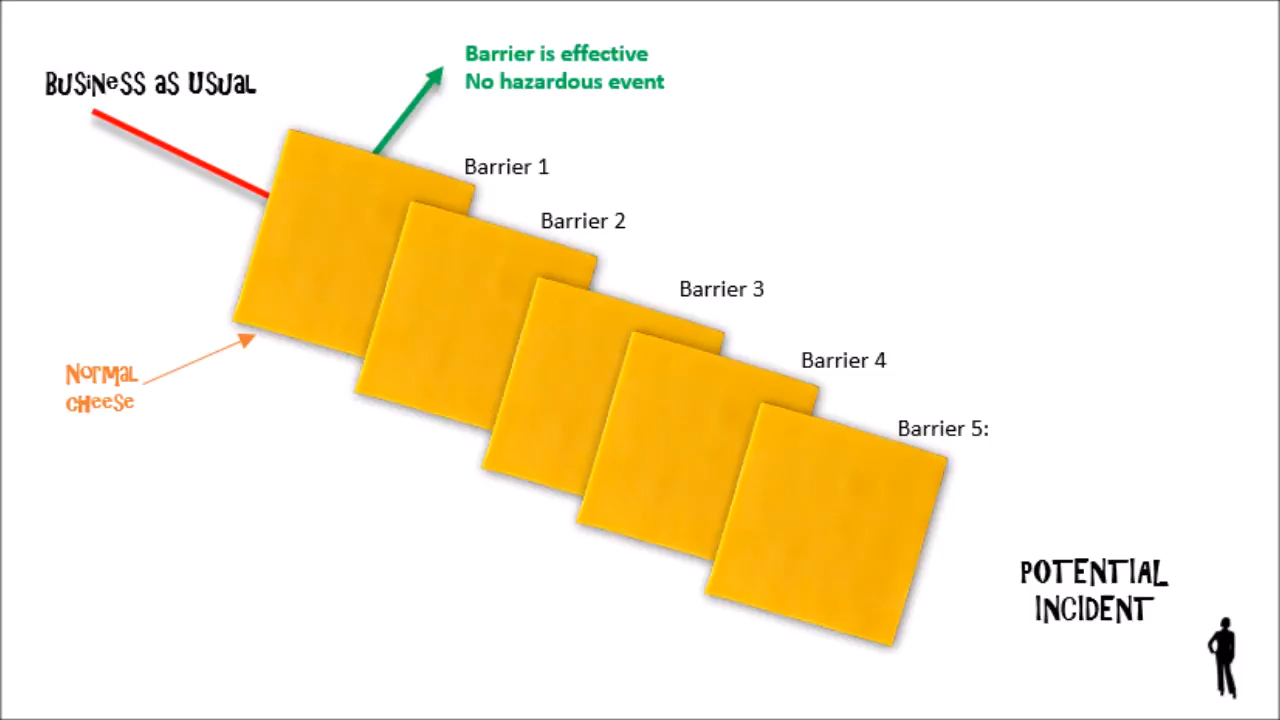 Barrier is effective
No hazardous event
BUSINESS AS USUAL
Barrier 1
Barrier 2
Barrier 3
Barrier 4
NORMAL
CHEESE
Barrier 5:
POTENTIAL
INCIDENT